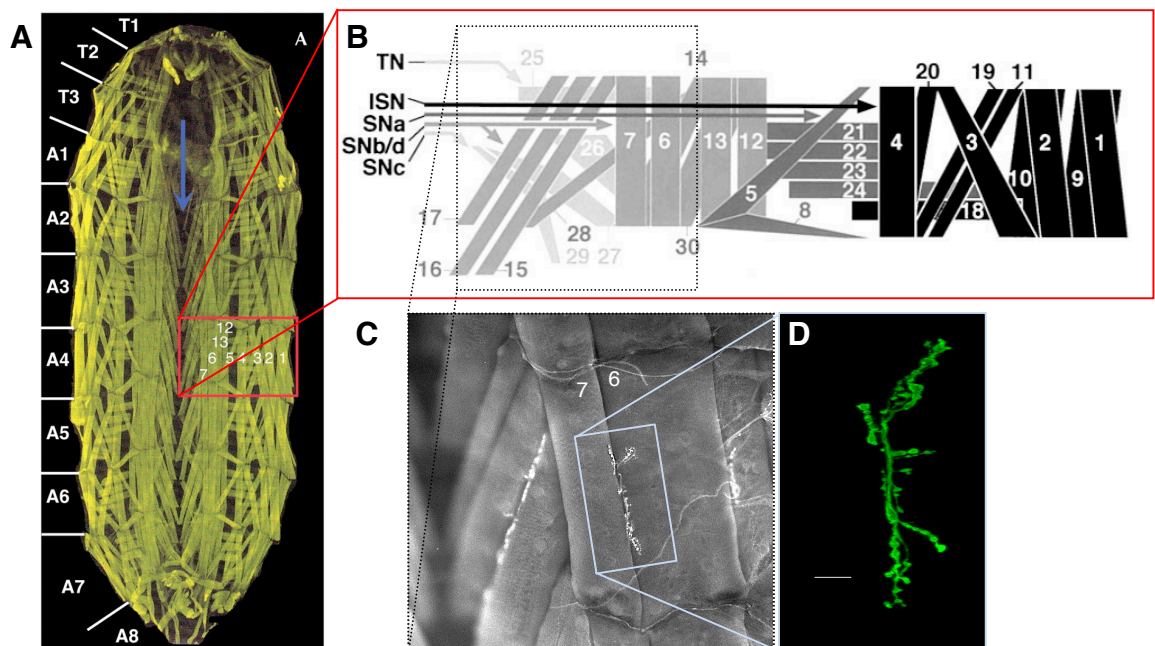 A
T1
T2
T3
A1
A2
A3
A4
A5
A6
A7
A8
A
12
13
6 5 4 3 2 1
7
B
TN
ISN
SNa
SNb/d
SNc
25
14
26
7 6 13 12
17
16
15
28
29 27
30
5
8
21
22
23
24
18
20 19 11
4 3 10 2 9 1
C
7 6
D